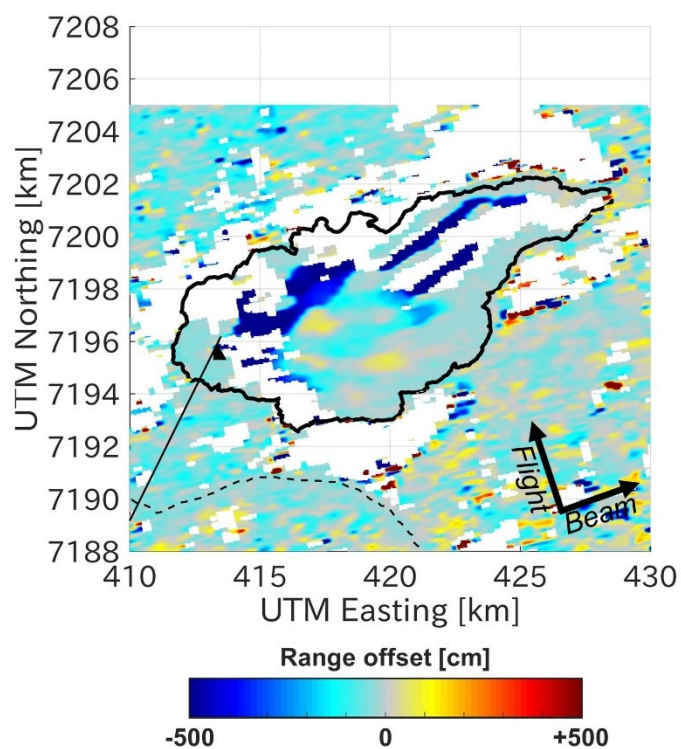 7208
7206
7204
7202
7200
7198
7196
7194
7192
7190
7188
UTM Northing [km]
Flight
Beam
410 415 420 425 430
UTM Easting [km]
Range offset [cm]
-500 0 +500